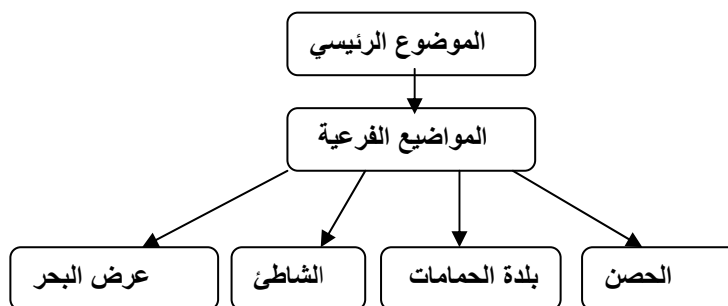 الموضوع الرئيسي
المواضيع الفرعية
الحصن
بلدة الحمامات
الشاطئ
عرض البحر